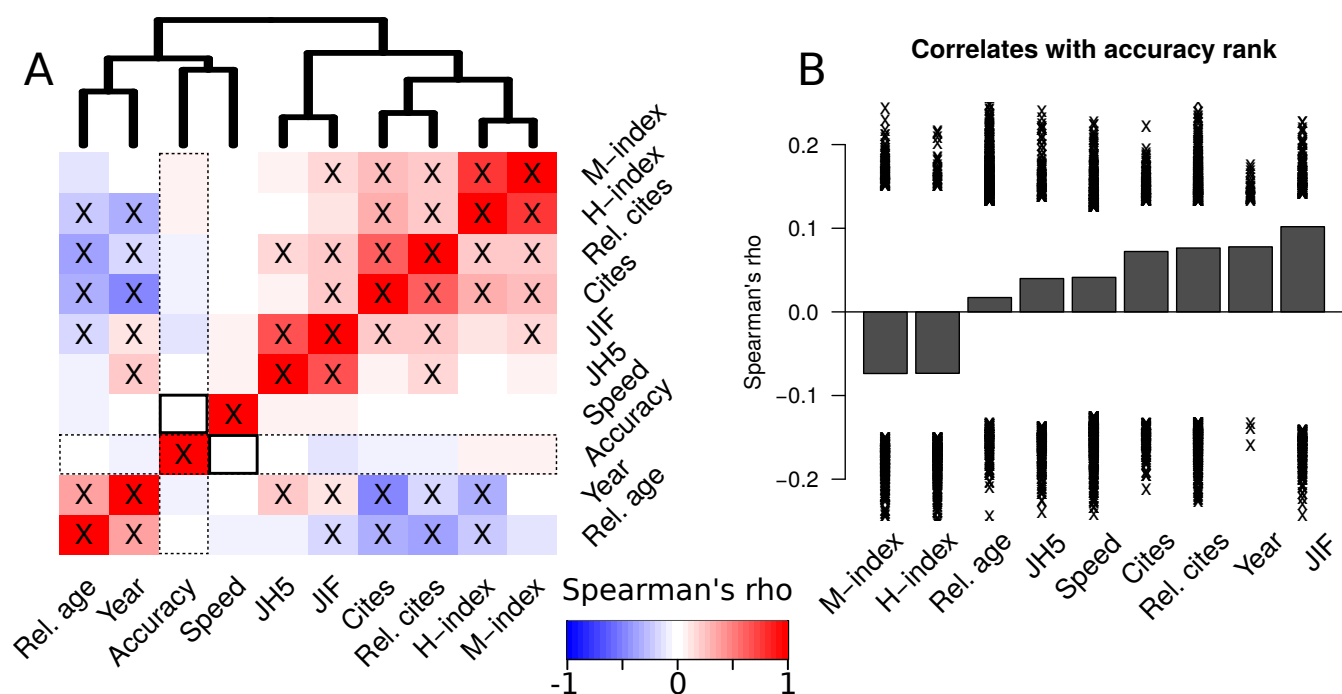 A
M-index
H-index
Rel. cites
Cites
JIF
JH5
Speed
Accuracy
Year
Rel. age
X X X X X
X X X X X X
X X X X X X X X
X X X X X X X
X X X X X X X
X X X X
X
X
X X X X X X X
X X X X X X
Rel. age Year Accuracy Speed JH5 JIF Cites Rel. cites H-index M-index
Spearman's rho
-1 0 1
B
Correlates with accuracy rank
Spearman's rho
0.2
0.1
0.0
−0.1
−0.2
M-index H-index Rel. age JH5 Speed Cites Rel. cites Year JIF